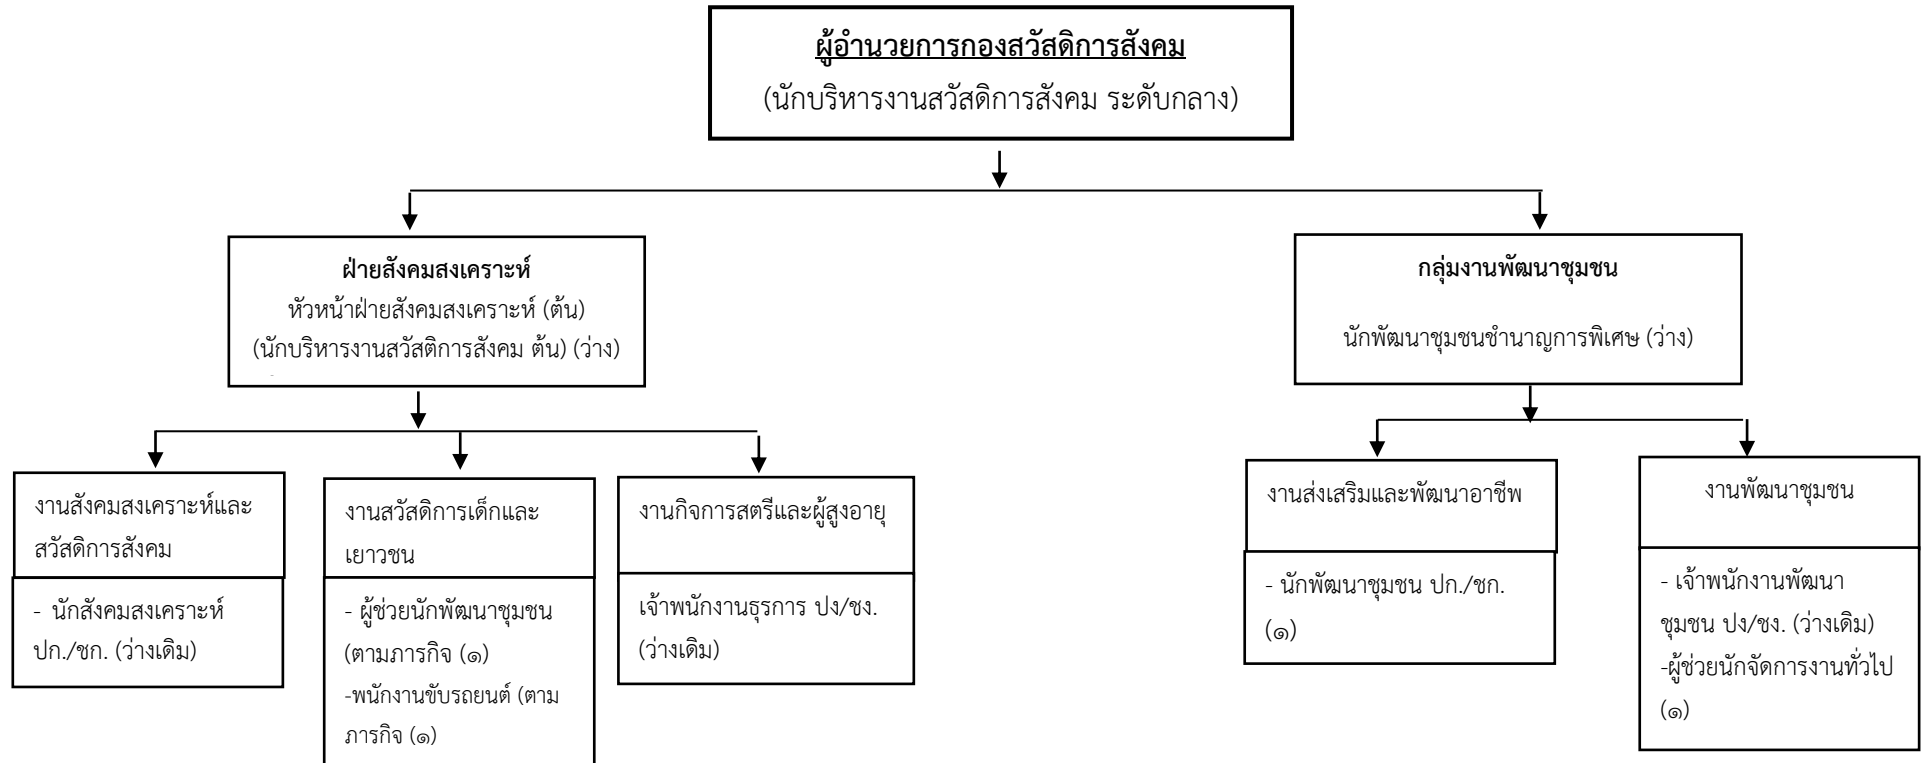 ผู้อำนวยการกองสวัสดิการสังคม
(นักบริหารงานสวัสดิการสังคม ระดับกลาง)
ฝ่ายสังคมสงเคราะห์
หัวหน้าฝ่ายสังคมสงเคราะห์ (ต้น)
(นักบริหารงานสวัสติการสังคม ต้น) (ว่าง)
กลุ่มงานพัฒนาชุมชน
นักพัฒนาชุมชนชำนาญการพิเศษ (ว่าง)
งานสังคมสงเคราะห์และ
สวัสดิการสังคม
- นักสังคมสงเคราะห์
ปก./ชก. (ว่างเดิม)
งานสวัสดิการเด็กและ
เยาวชน
- ผู้ช่วยนักพัฒนาชุมชน
(ตามภารกิจ (๑)
-พนักงานขับรถยนต์ (ตาม
ภารกิจ (๑)
งานกิจการสตรีและผู้สูงอายุ
เจ้าพนักงานธุรการ ปง/ชง.
(ว่างเดิม)
งานส่งเสริมและพัฒนาอาชีพ
- นักพัฒนาชุมชน ปก./ชก.
(๑)
งานพัฒนาชุมชน
- เจ้าพนักงานพัฒนา
ชุมชน ปง/ชง. (ว่างเดิม)
-ผู้ช่วยนักจัดการงานทั่วไป
(๑)